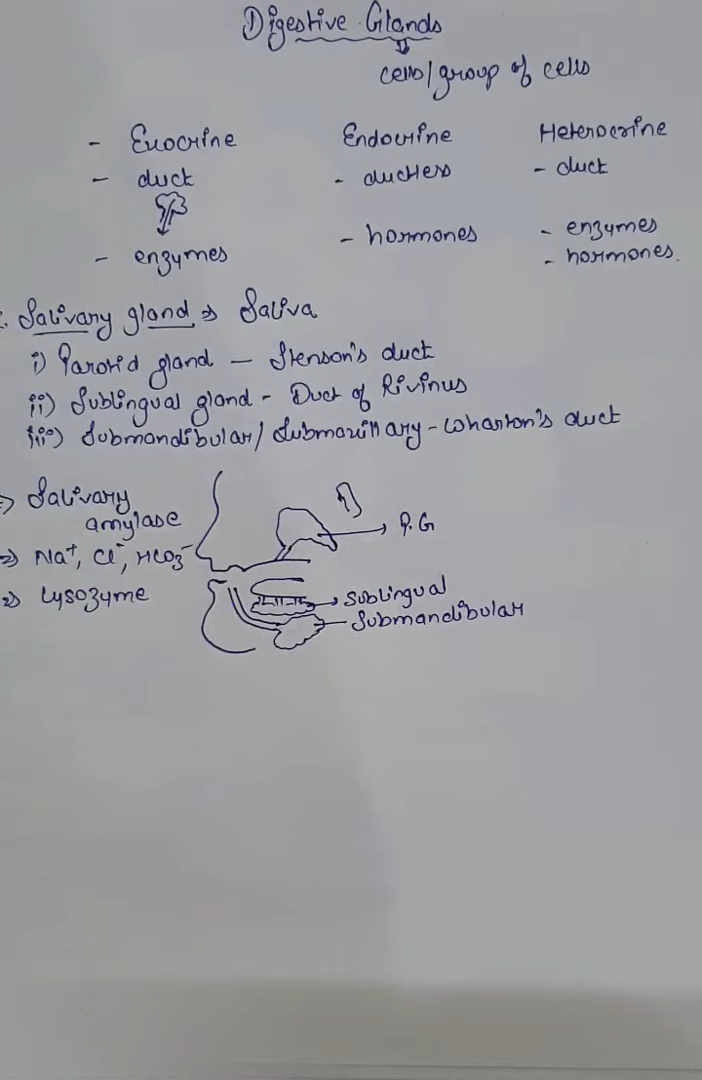 Digestive Glands
cells/group of cells
- Exocrine Endocrine Heterocrine
- duct - ductless - duct
- enzymes - hormones - enzymes
- hormones.
Salivary gland ⇒ Saliva
i) Parotid gland - Stenson's duct
ii) Sublingual gland - Duct of Rivinus
iii) Submandibular/Submaxillary - Wharton's duct
⇒ Salivary
amylase
⇒ Na⁺, Cl⁻, HCO₃⁻
⇒ Lysozyme
P.G
Sublingual
Submandibular